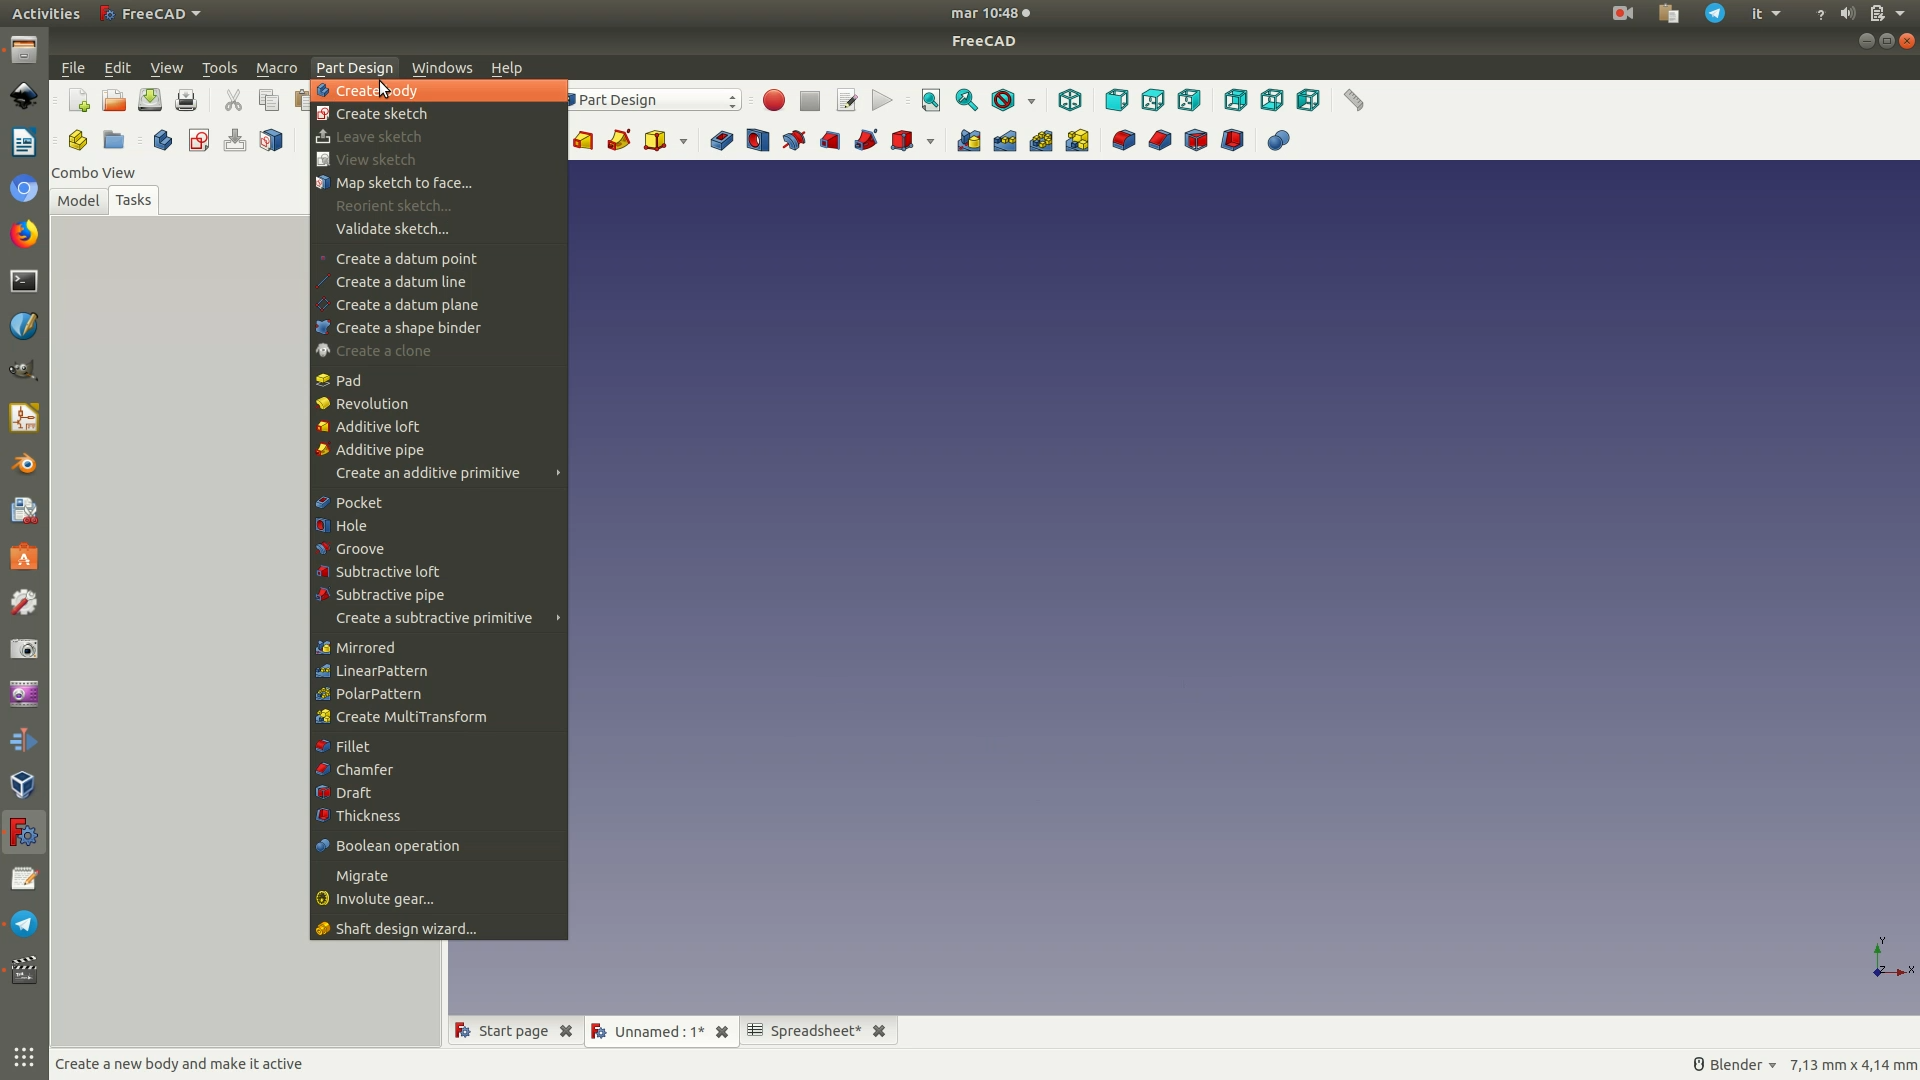 Activities FreeCAD mar 10:48 it ?
FreeCAD
File Edit View Tools Macro Part Design Windows Help
Part Design
Combo View
Model Tasks
Create body
Create sketch
Leave sketch
View sketch
Map sketch to face...
Reorient sketch...
Validate sketch...
Create a datum point
Create a datum line
Create a datum plane
Create a shape binder
Create a clone
Pad
Revolution
Additive loft
Additive pipe
Create an additive primitive
Pocket
Hole
Groove
Subtractive loft
Subtractive pipe
Create a subtractive primitive
Mirrored
LinearPattern
PolarPattern
Create MultiTransform
Fillet
Chamfer
Draft
Thickness
Boolean operation
Migrate
Involute gear...
Shaft design wizard...
Y
Z X
Start page Unnamed : 1* Spreadsheet*
Create a new body and make it active Blender 7,13 mm x 4,14 mm